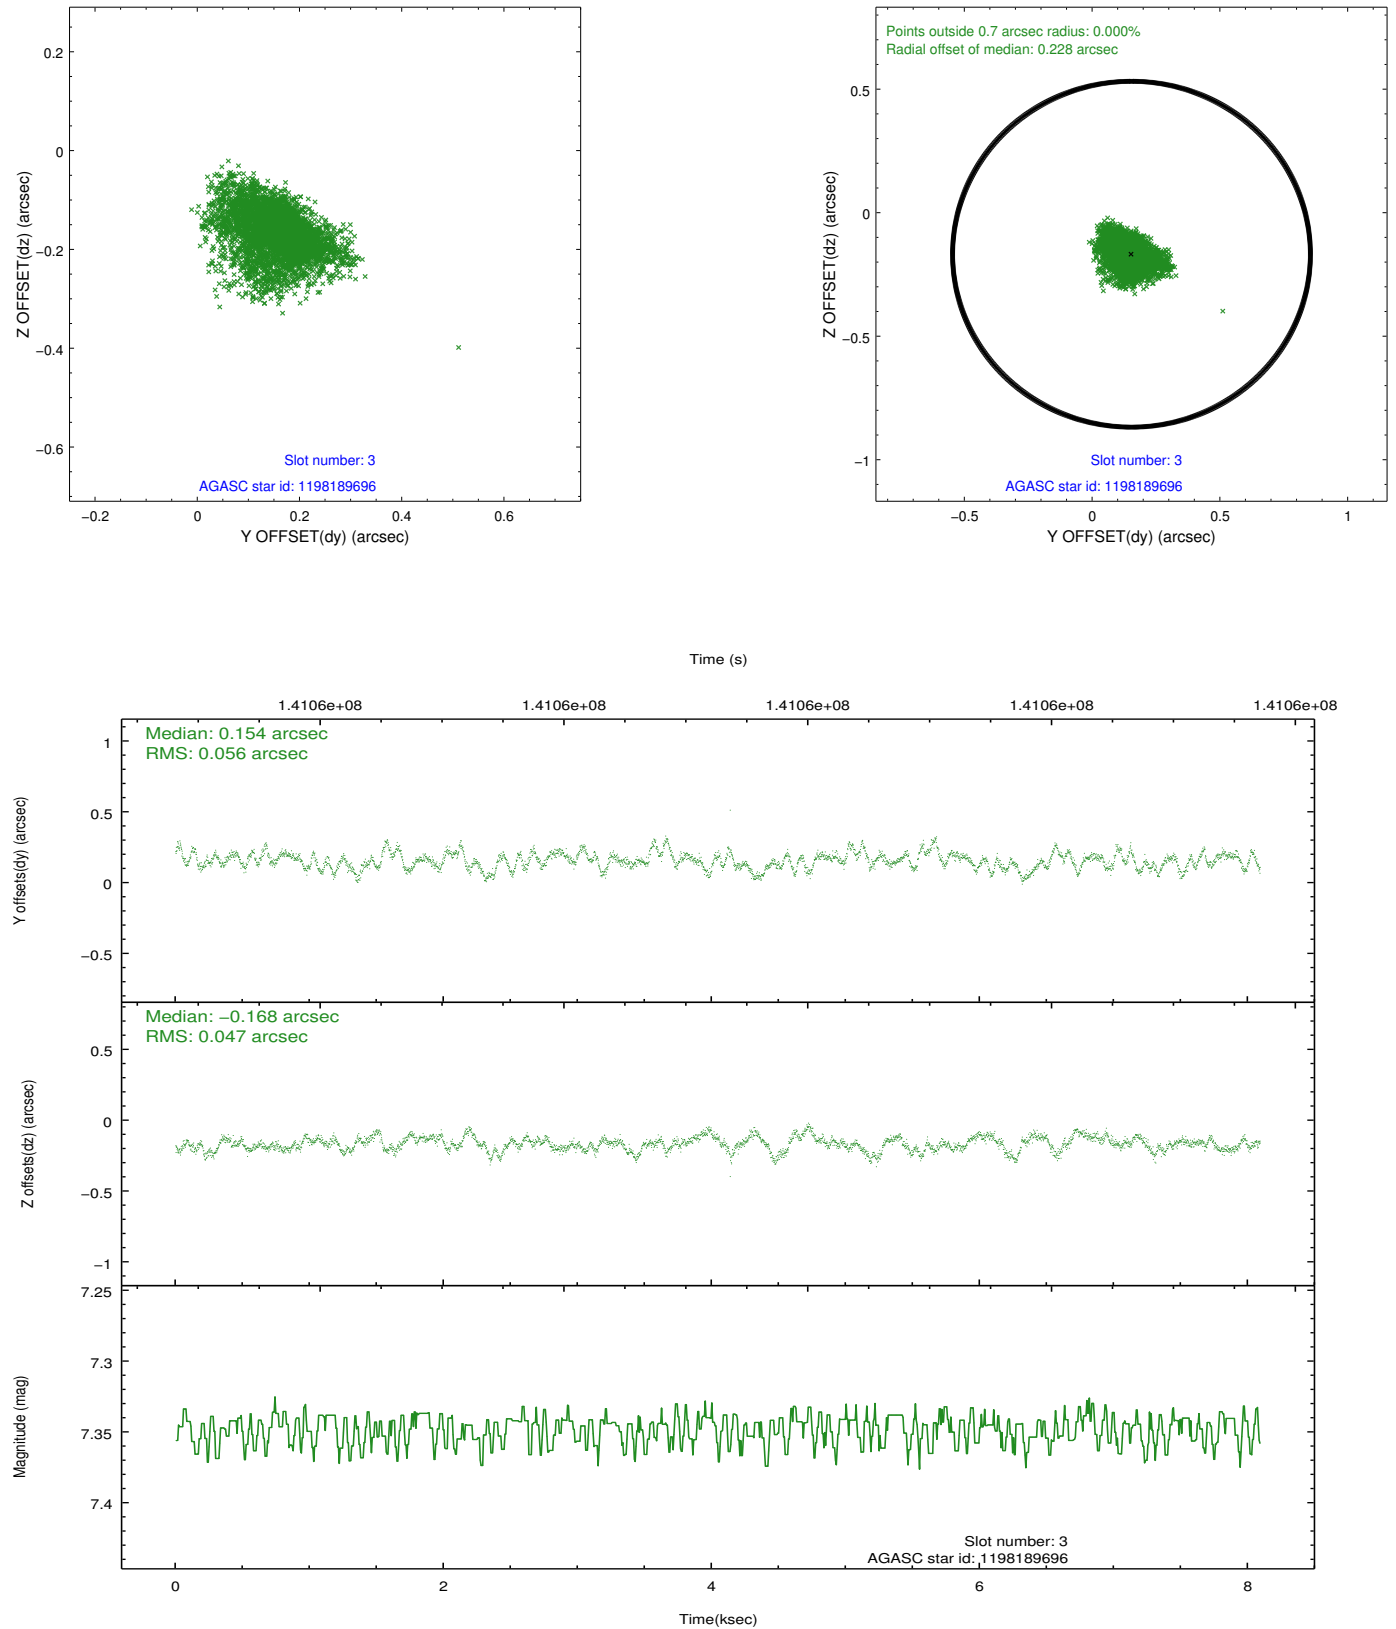 0.2
0
−0.2
−0.4
−0.6
Z OFFSET(dz) (arcsec)
Slot number: 3
AGASC star id: 1198189696
−0.2 0 0.2 0.4 0.6
Y OFFSET(dy) (arcsec)
Points outside 0.7 arcsec radius: 0.000%
Radial offset of median: 0.228 arcsec
0.5
0
−0.5
−1
Z OFFSET(dz) (arcsec)
Slot number: 3
AGASC star id: 1198189696
−0.5 0 0.5 1
Y OFFSET(dy) (arcsec)
Time (s)
1.4106e+08 1.4106e+08 1.4106e+08 1.4106e+08 1.4106e+08
Median: 0.154 arcsec
RMS: 0.056 arcsec
1
0.5
0
−0.5
Y offsets(dy) (arcsec)
Median: −0.168 arcsec
RMS: 0.047 arcsec
0.5
0
−0.5
−1
Z offsets(dz) (arcsec)
7.25
7.3
7.35
7.4
Magnitude (mag)
Slot number: 3
AGASC star id: 1198189696
0 2 4 6 8
Time(ksec)